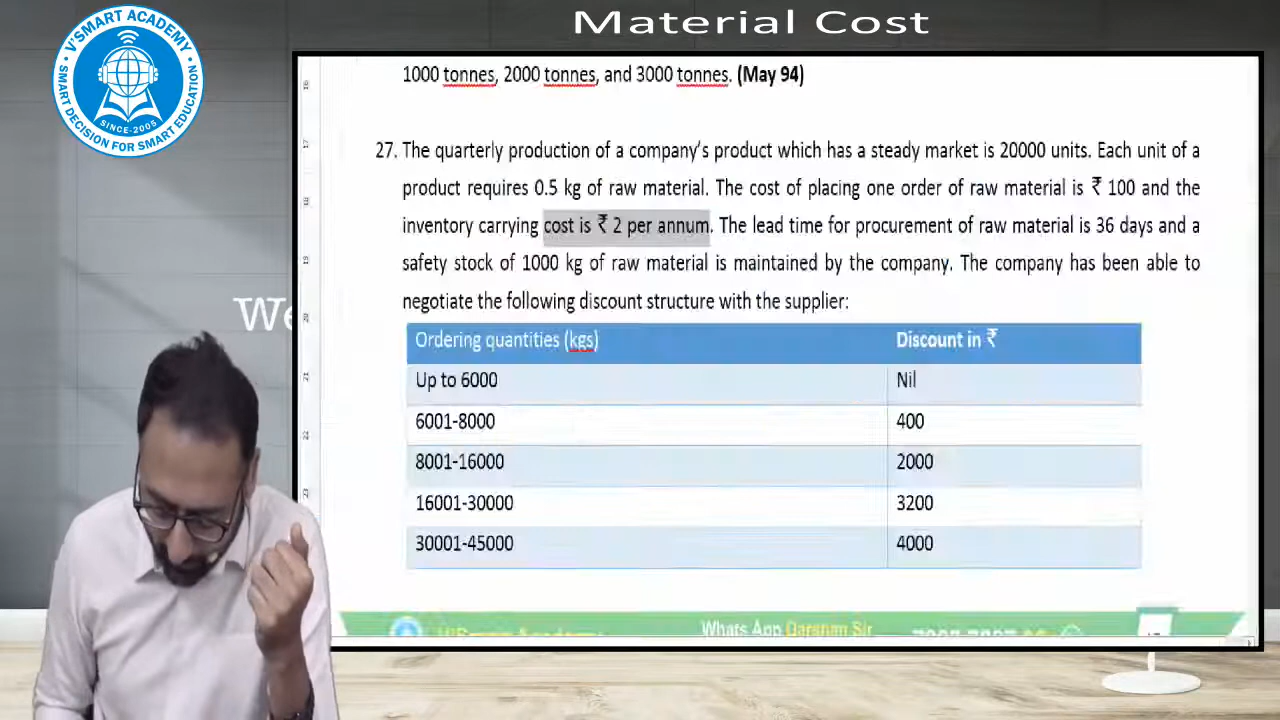 Material Cost
V'SMART ACADEMY
SMART DECISION FOR SMART EDUCATION
SINCE-2005
1000 tonnes, 2000 tonnes, and 3000 tonnes. (May 94)
27. The quarterly production of a company's product which has a steady market is 20000 units. Each unit of a
product requires 0.5 kg of raw material. The cost of placing one order of raw material is ₹ 100 and the
inventory carrying cost is ₹ 2 per annum. The lead time for procurement of raw material is 36 days and a
safety stock of 1000 kg of raw material is maintained by the company. The company has been able to
negotiate the following discount structure with the supplier:
We
Ordering quantities (kgs) Discount in ₹
Up to 6000 Nil
6001-8000 400
8001-16000 2000
16001-30000 3200
30001-45000 4000
Whats App Darshan Sir